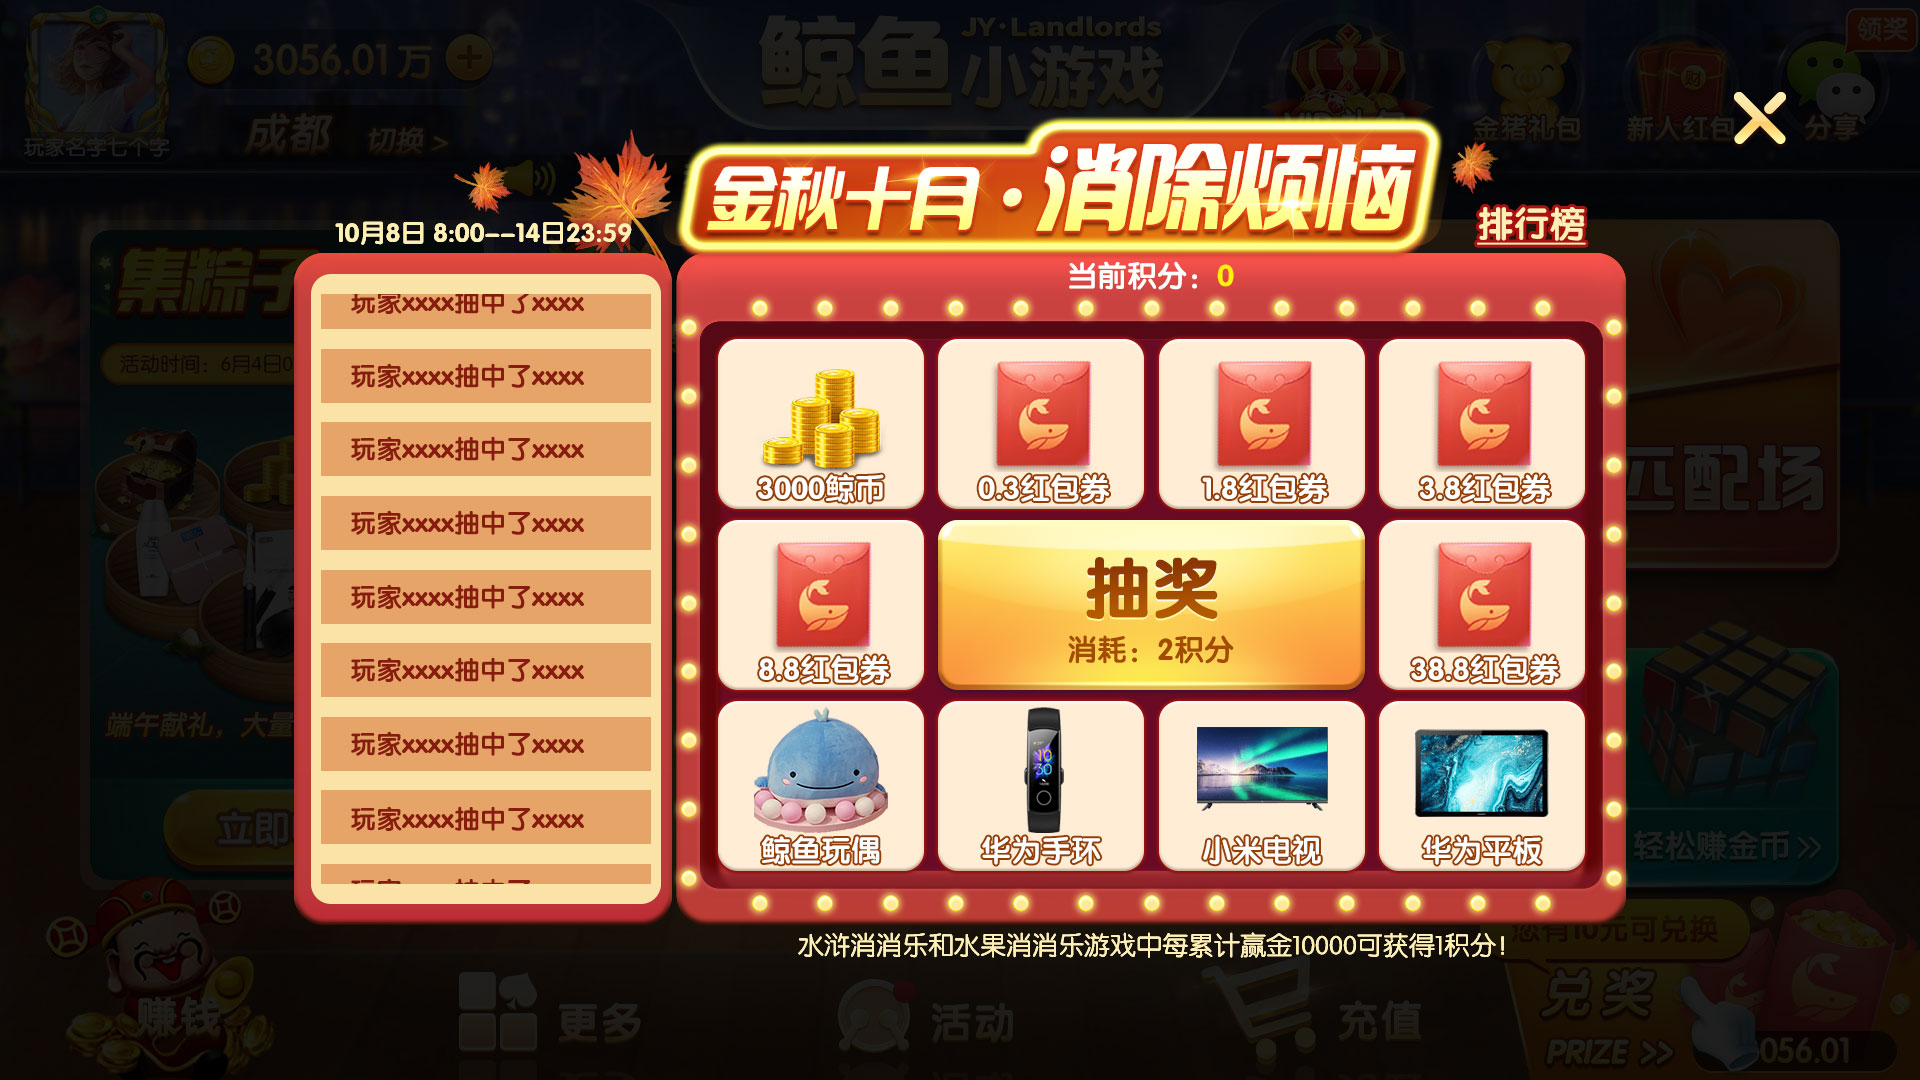 3056.01万
鲸鱼
JY·Landlords
小游戏
领奖
玩家名字七个字
成都
切换 >
金猪礼包
新人红包
分享
金秋十月·消除烦恼
10月8日 8:00--14日23:59
排行榜
当前积分：0
玩家xxxx抽中了xxxx
玩家xxxx抽中了xxxx
玩家xxxx抽中了xxxx
玩家xxxx抽中了xxxx
玩家xxxx抽中了xxxx
玩家xxxx抽中了xxxx
玩家xxxx抽中了xxxx
玩家xxxx抽中了xxxx
3000鲸币
0.3红包券
1.8红包券
3.8红包券
8.8红包券
抽奖
消耗：2积分
38.8红包券
鲸鱼玩偶
华为手环
小米电视
华为平板
水浒消消乐和水果消消乐游戏中每累计赢金10000可获得1积分！
集粽子
活动时间：6月4日0
端午献礼，大量
立即
匹配场
轻松赚金币>>
您有10元可兑换
赚钱
更多
活动
充值
兑奖
PRIZE >>
056.01